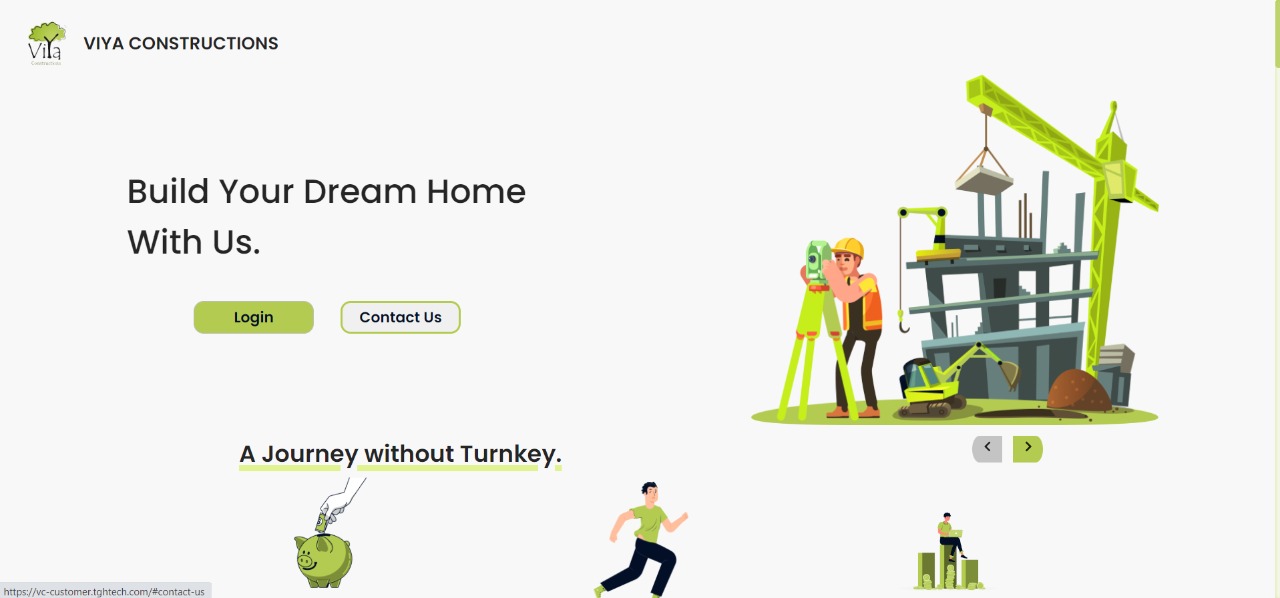 Viya
Constructions
VIYA CONSTRUCTIONS
Build Your Dream Home
With Us.
Login
Contact Us
A Journey without Turnkey.
https://vc-customer.tghtech.com/#contact-us